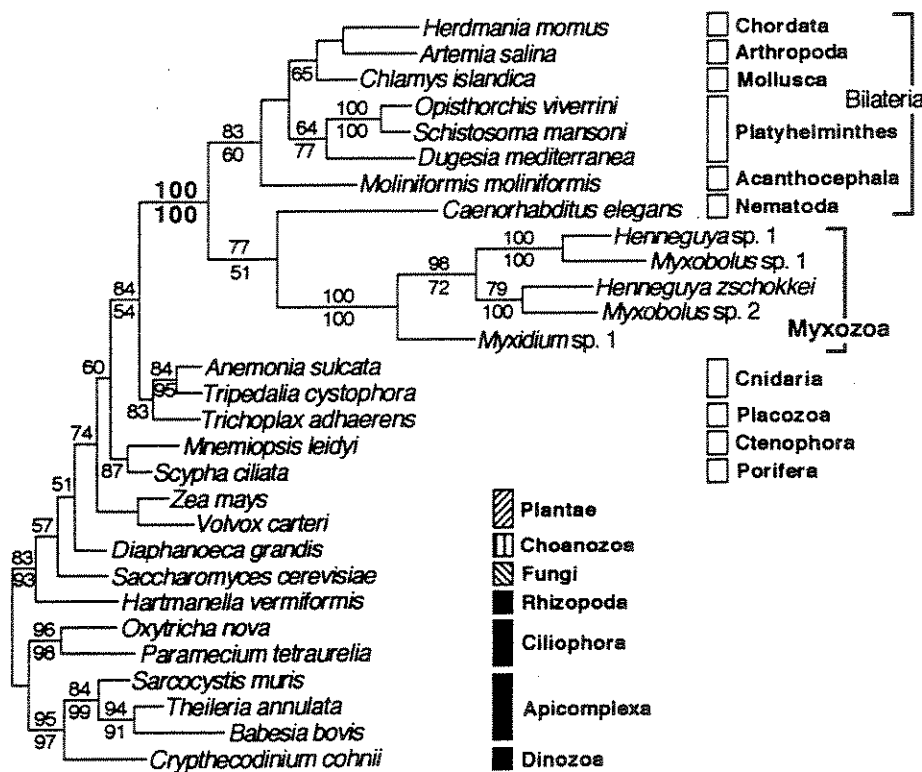 Herdmania momus Chordata
Artemia salina Arthropoda
65 Chlamys islandica Mollusca
Bilateria
100 Opisthorchis viverrini
83 64 100 Schistosoma mansoni Platyhelminthes
60 77 Dugesia mediterranea
100 Moliniformis moliniformis Acanthocephala
100 Caenorhabditus elegans Nematoda
77 100 Henneguya sp. 1
51 98 100 Myxobolus sp. 1
84 72 79 Henneguya zschokkei
54 100 100 Myxobolus sp. 2
100 Myxidium sp. 1 Myxozoa
60 84 Anemonia sulcata
95 Tripedalia cystophora Cnidaria
83 Trichoplax adhaerens Placozoa
74 Mnemiopsis leidyi Ctenophora
87 Scypha ciliata Porifera
51 Zea mays
Volvox carteri Plantae
57 Diaphanoeca grandis Choanozoa
83 Saccharomyces cerevisiae Fungi
93 Hartmanella vermiformis Rhizopoda
96 Oxytricha nova
98 Paramecium tetraurelia Ciliophora
84 Sarcocystis muris
99 94 Theileria annulata Apicomplexa
95 91 Babesia bovis
97 Crypthecodinium cohnii Dinozoa